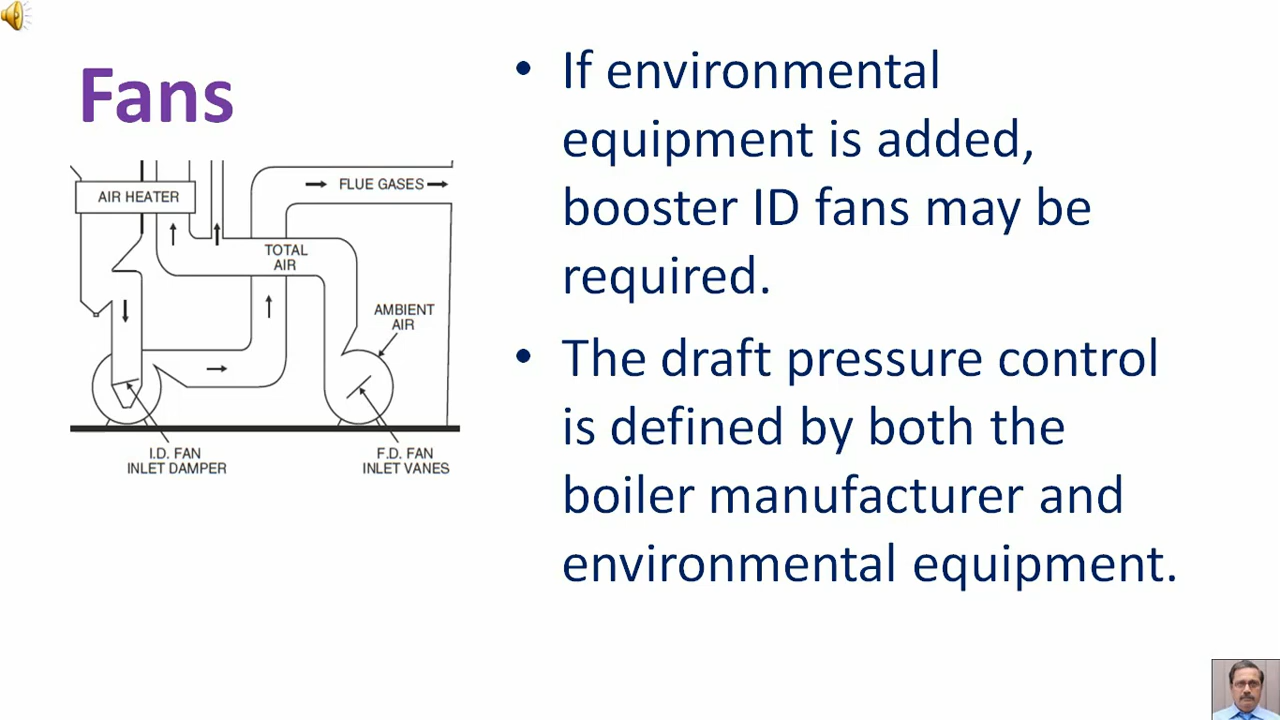 Fans
AIR HEATER
FLUE GASES
TOTAL
AIR
AMBIENT
AIR
I.D. FAN
INLET DAMPER
F.D. FAN
INLET VANES
• If environmental
equipment is added,
booster ID fans may be
required.
• The draft pressure control
is defined by both the
boiler manufacturer and
environmental equipment.